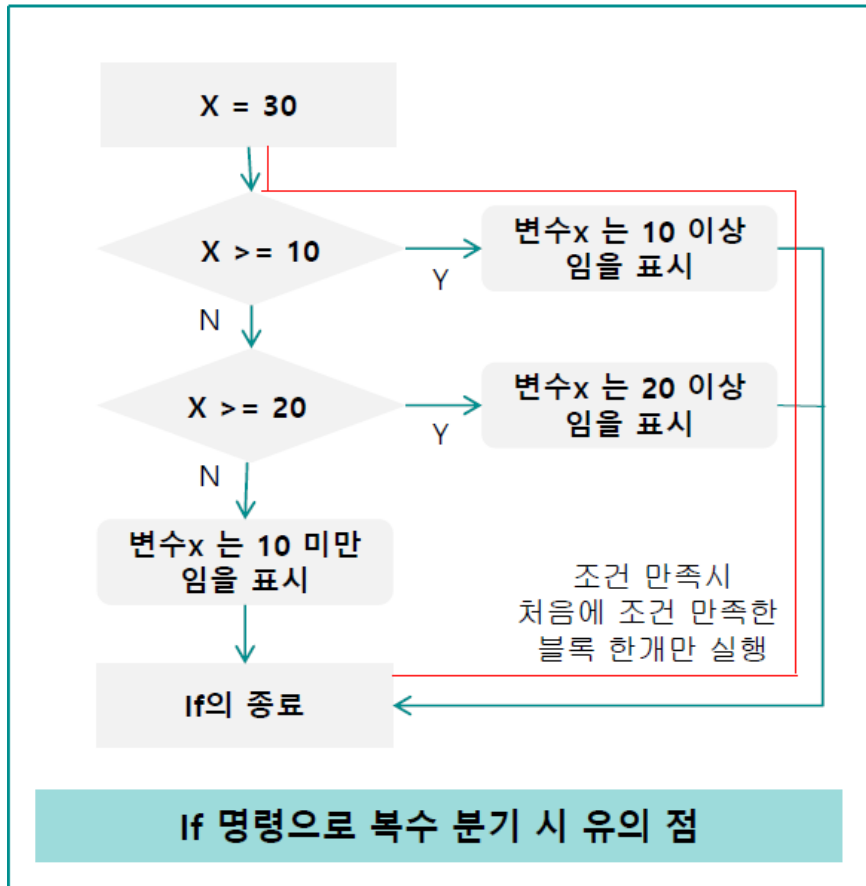 X = 30
X >= 10
Y
변수x 는 10 이상
임을 표시
N
X >= 20
Y
변수x 는 20 이상
임을 표시
N
변수x 는 10 미만
임을 표시
조건 만족시
처음에 조건 만족한
블록 한개만 실행
If의 종료
If 명령으로 복수 분기 시 유의 점